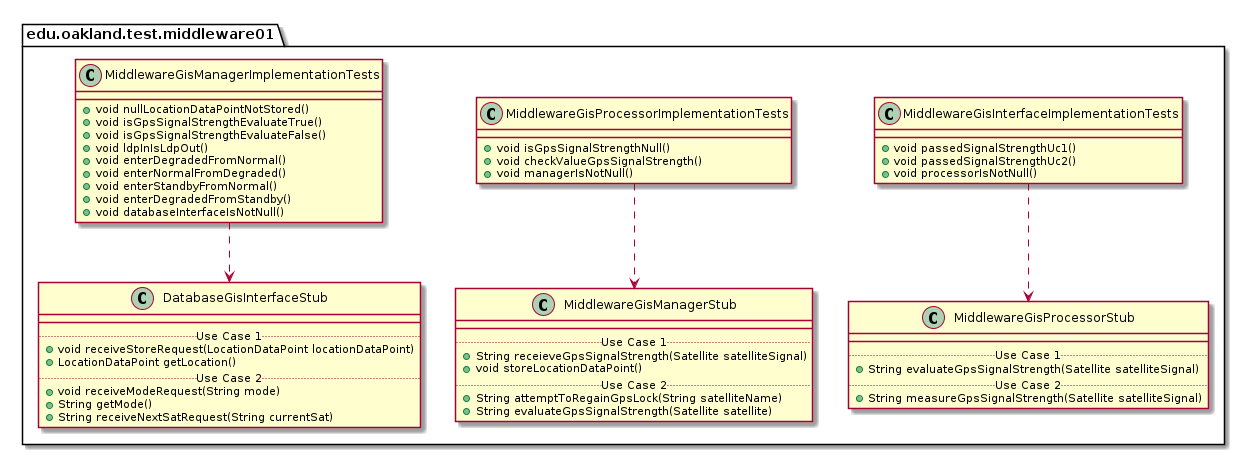 edu.oakland.test.middleware01
C MiddlewareGisManagerImplementationTests
void nullLocationDataPointNotStored()
void isGpsSignalStrengthEvaluateTrue()
void isGpsSignalStrengthEvaluateFalse()
void ldpInIsLdpOut()
void enterDegradedFromNormal()
void enterNormalFromDegraded()
void enterStandbyFromNormal()
void enterDegradedFromStandby()
void databaseInterfaceIsNotNull()
C MiddlewareGisProcessorImplementationTests
void isGpsSignalStrengthNull()
void checkValueGpsSignalStrength()
void managerIsNotNull()
C MiddlewareGisInterfaceImplementationTests
void passedSignalStrengthUc1()
void passedSignalStrengthUc2()
void processorIsNotNull()
C DatabaseGisInterfaceStub
Use Case 1
void receiveStoreRequest(LocationDataPoint locationDataPoint)
LocationDataPoint getLocation()
Use Case 2
void receiveModeRequest(String mode)
String getMode()
String receiveNextSatRequest(String currentSat)
C MiddlewareGisManagerStub
Use Case 1
String receieveGpsSignalStrength(Satellite satelliteSignal)
void storeLocationDataPoint()
Use Case 2
String attemptToRegainGpsLock(String satelliteName)
String evaluateGpsSignalStrength(Satellite satellite)
C MiddlewareGisProcessorStub
Use Case 1
String evaluateGpsSignalStrength(Satellite satelliteSignal)
Use Case 2
String measureGpsSignalStrength(Satellite satelliteSignal)